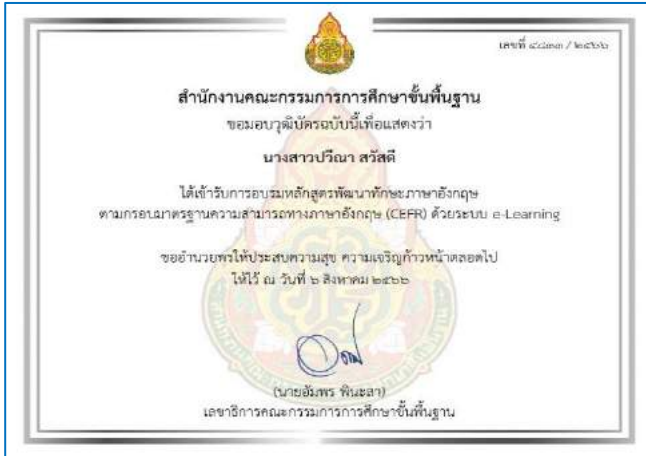 เลขที่ / ๒๕๖๖
สำนักงานคณะกรรมการการศึกษาขั้นพื้นฐาน
ขอมอบวุฒิบัตรฉบับนี้เพื่อแสดงว่า
นางสาวปวีณา สวัสดี
ได้เข้ารับการอบรมหลักสูตรพัฒนาทักษะภาษาอังกฤษ
ตามกรอบมาตรฐานความสามารถทางภาษาอังกฤษ (CEFR) ด้วยระบบ e-Learning
ขออำนวยพรให้ประสบความสุข ความเจริญก้าวหน้าตลอดไป
ให้ไว้ ณ วันที่ ๖ สิงหาคม ๒๕๖๖
(นายอัมพร พินะสา)
เลขาธิการคณะกรรมการการศึกษาขั้นพื้นฐาน